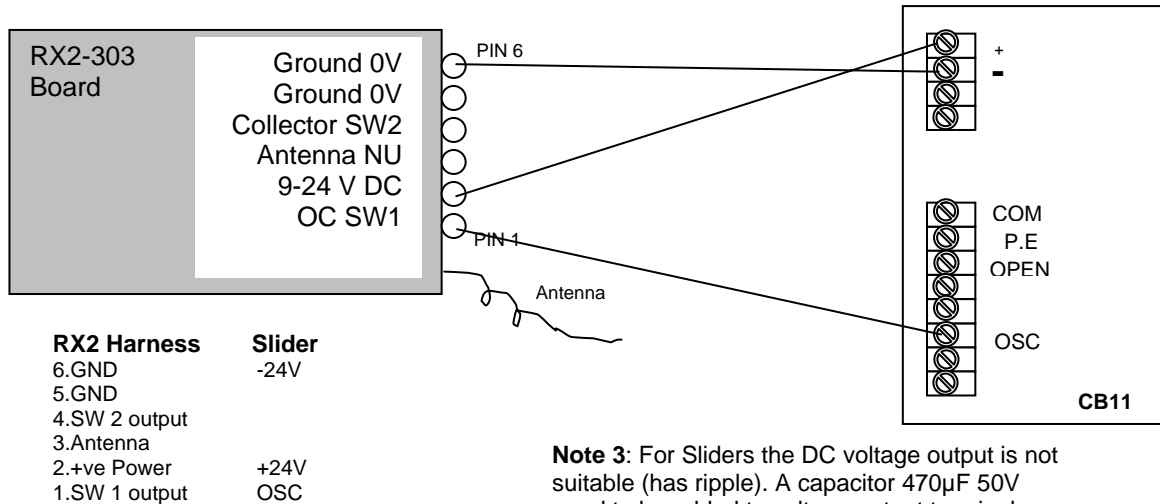 RX2-303
Board
Ground 0V
Ground 0V
Collector SW2
Antenna NU
9-24 V DC
OC SW1
PIN 6
PIN 1
Antenna
+
-
COM
P.E
OPEN
OSC
CB11
RX2 Harness Slider
6.GND -24V
5.GND
4.SW 2 output
3.Antenna
2.+ve Power +24V
1.SW 1 output OSC
Note 3: For Sliders the DC voltage output is not
suitable (has ripple). A capacitor 470µF 50V